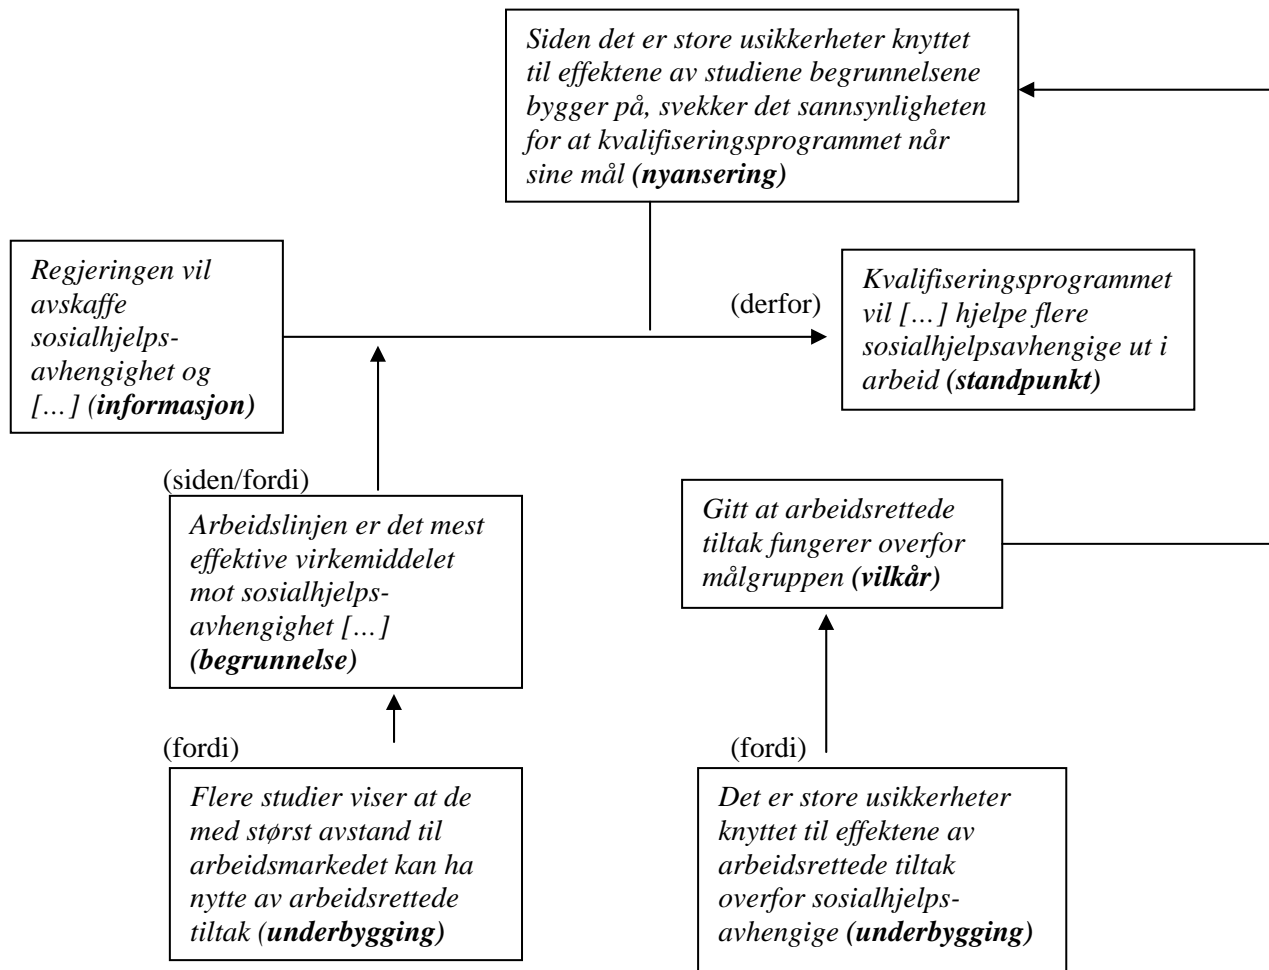 Siden det er store usikkerheter knyttet
til effektene av studiene begrunnelsene
bygger på, svekker det sannsynligheten
for at kvalifiseringsprogrammet når
sine mål (nyansering)
Regjeringen vil
avskaffe
sosialhjelps-
avhengighet og
[…] (informasjon)
(derfor)
Kvalifiseringsprogrammet
vil […] hjelpe flere
sosialhjelpsavhengige ut i
arbeid (standpunkt)
(siden/fordi)
Arbeidslinjen er det mest
effektive virkemiddelet
mot sosialhjelps-
avhengighet […]
(begrunnelse)
Gitt at arbeidsrettede
tiltak fungerer overfor
målgruppen (vilkår)
(fordi)
Flere studier viser at de
med størst avstand til
arbeidsmarkedet kan ha
nytte av arbeidsrettede
tiltak (underbygging)
(fordi)
Det er store usikkerheter
knyttet til effektene av
arbeidsrettede tiltak
overfor sosialhjelps-
avhengige (underbygging)